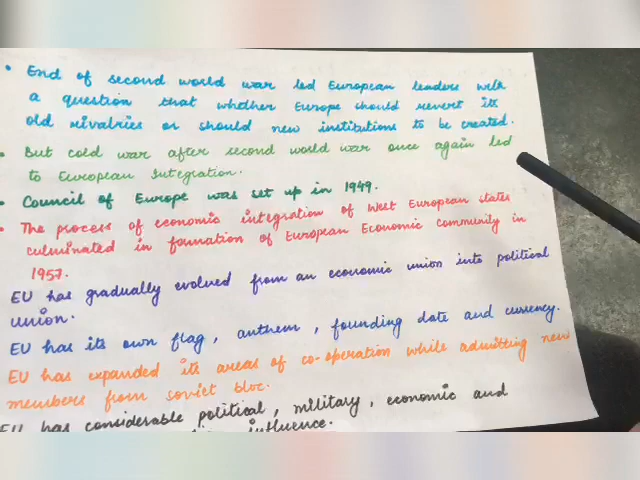 • End of second world war led European leaders with
a question that whether Europe should revert its
old rivalries or should new institutions to be created.
• But cold war after second world war once again led
to European Integration.
• Council of Europe was set up in 1949.
• The process of economic integration of West European states
culminated in formation of European Economic community in
1957.
EU has gradually evolved from an economic union into political
union.
EU has its own flag, anthem, founding date and currency.
EU has expanded its areas of co-operation while admitting new
members from soviet bloc.
EU has considerable political, military, economic and
influence.